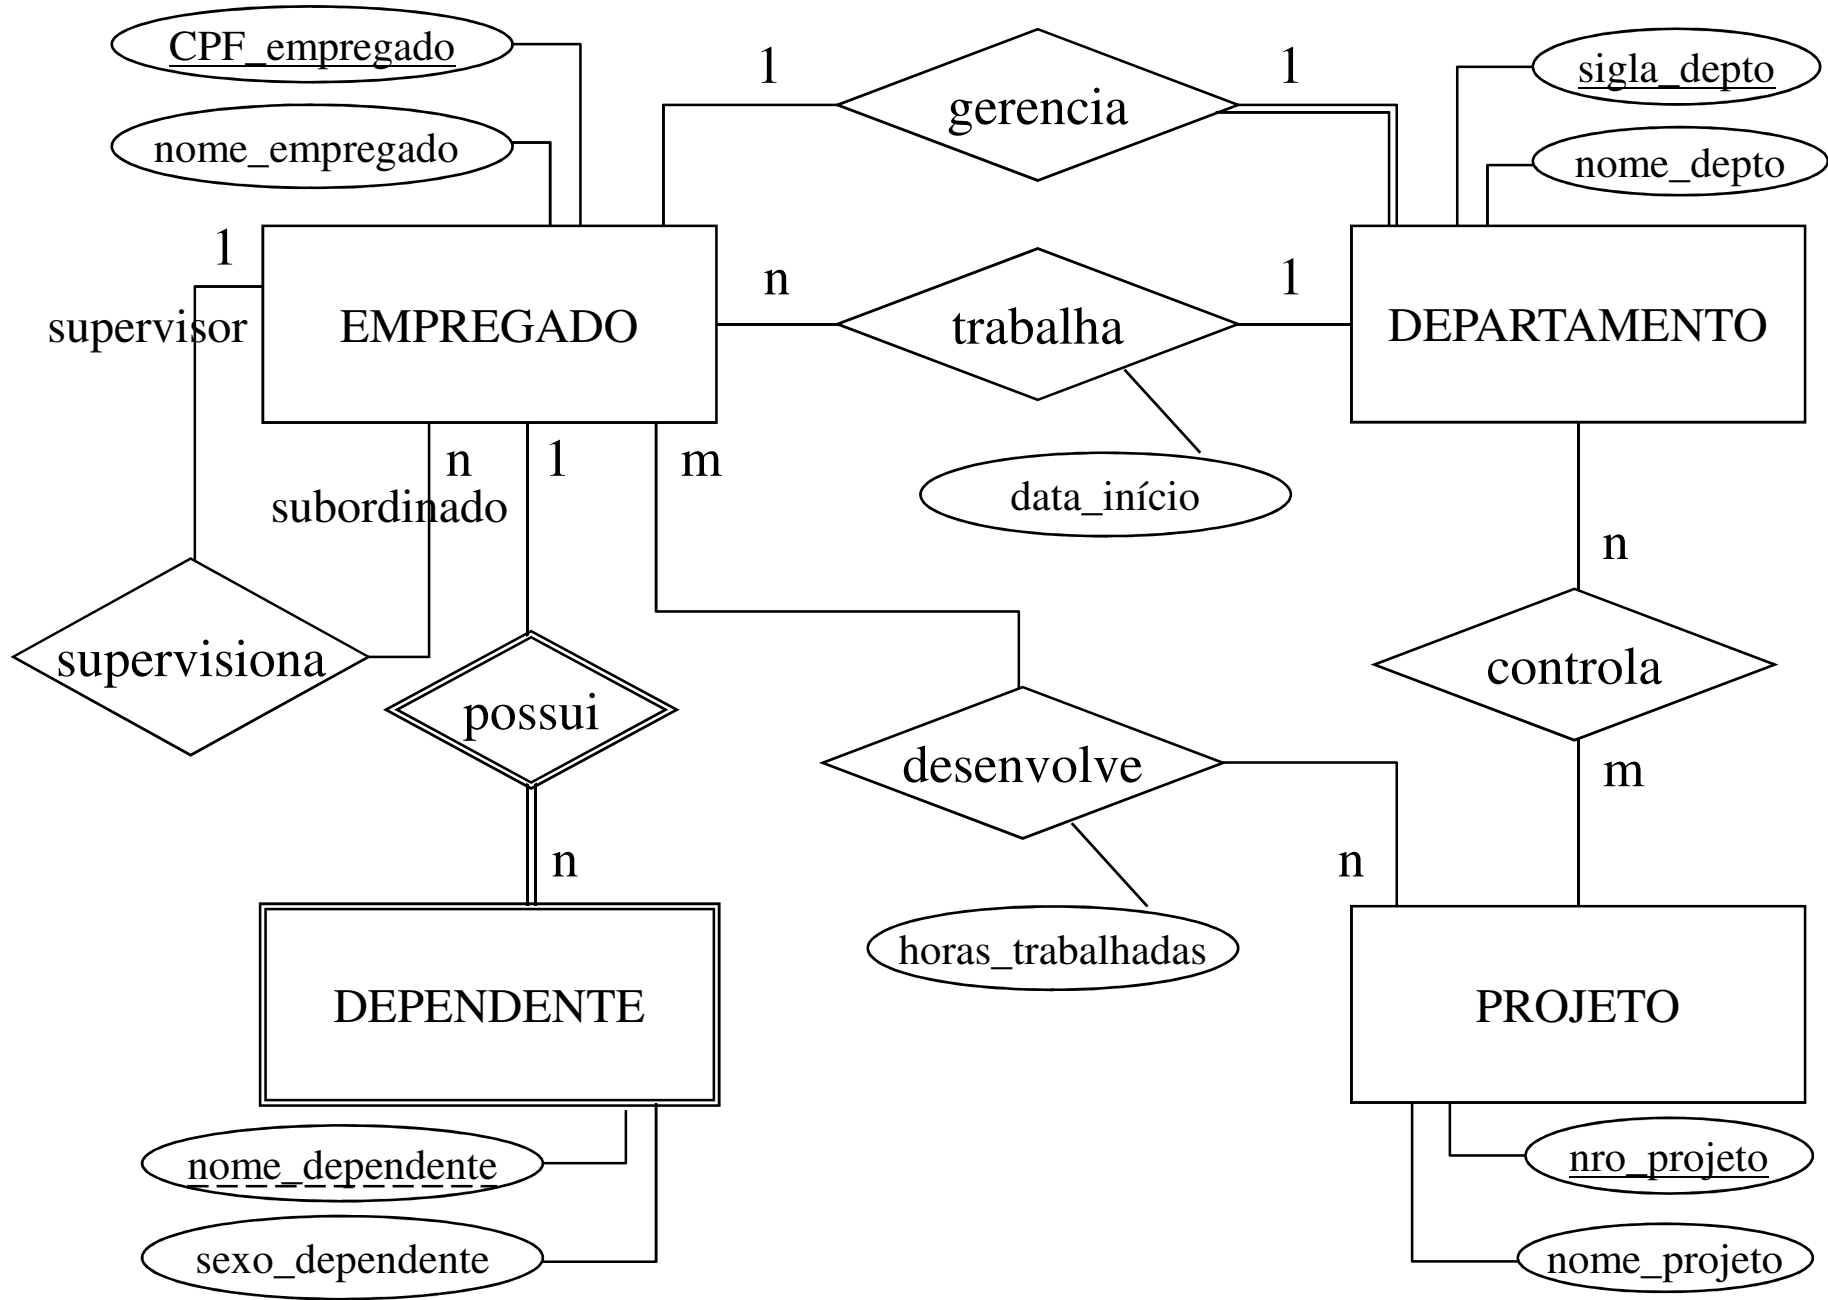 CPF_empregado
nome_empregado
1
gerencia
1
sigla_depto
nome_depto
1
supervisor
EMPREGADO
n
trabalha
1
DEPARTAMENTO
data_início
n
subordinado
1
m
n
supervisiona
possui
desenvolve
controla
m
n
n
horas_trabalhadas
DEPENDENTE
PROJETO
nome_dependente
sexo_dependente
nro_projeto
nome_projeto